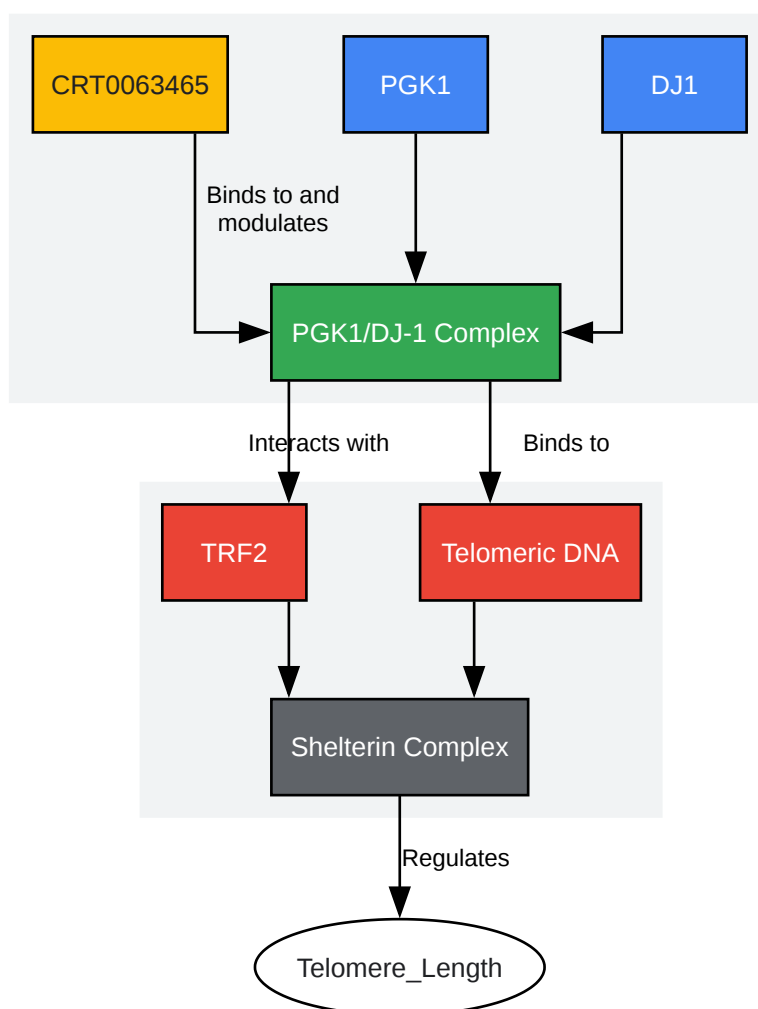 CRT0063465
PGK1
DJ1
Binds to and
modulates
PGK1/DJ-1 Complex
Interacts with
Binds to
TRF2
Telomeric DNA
Shelterin Complex
Regulates
Telomere_Length